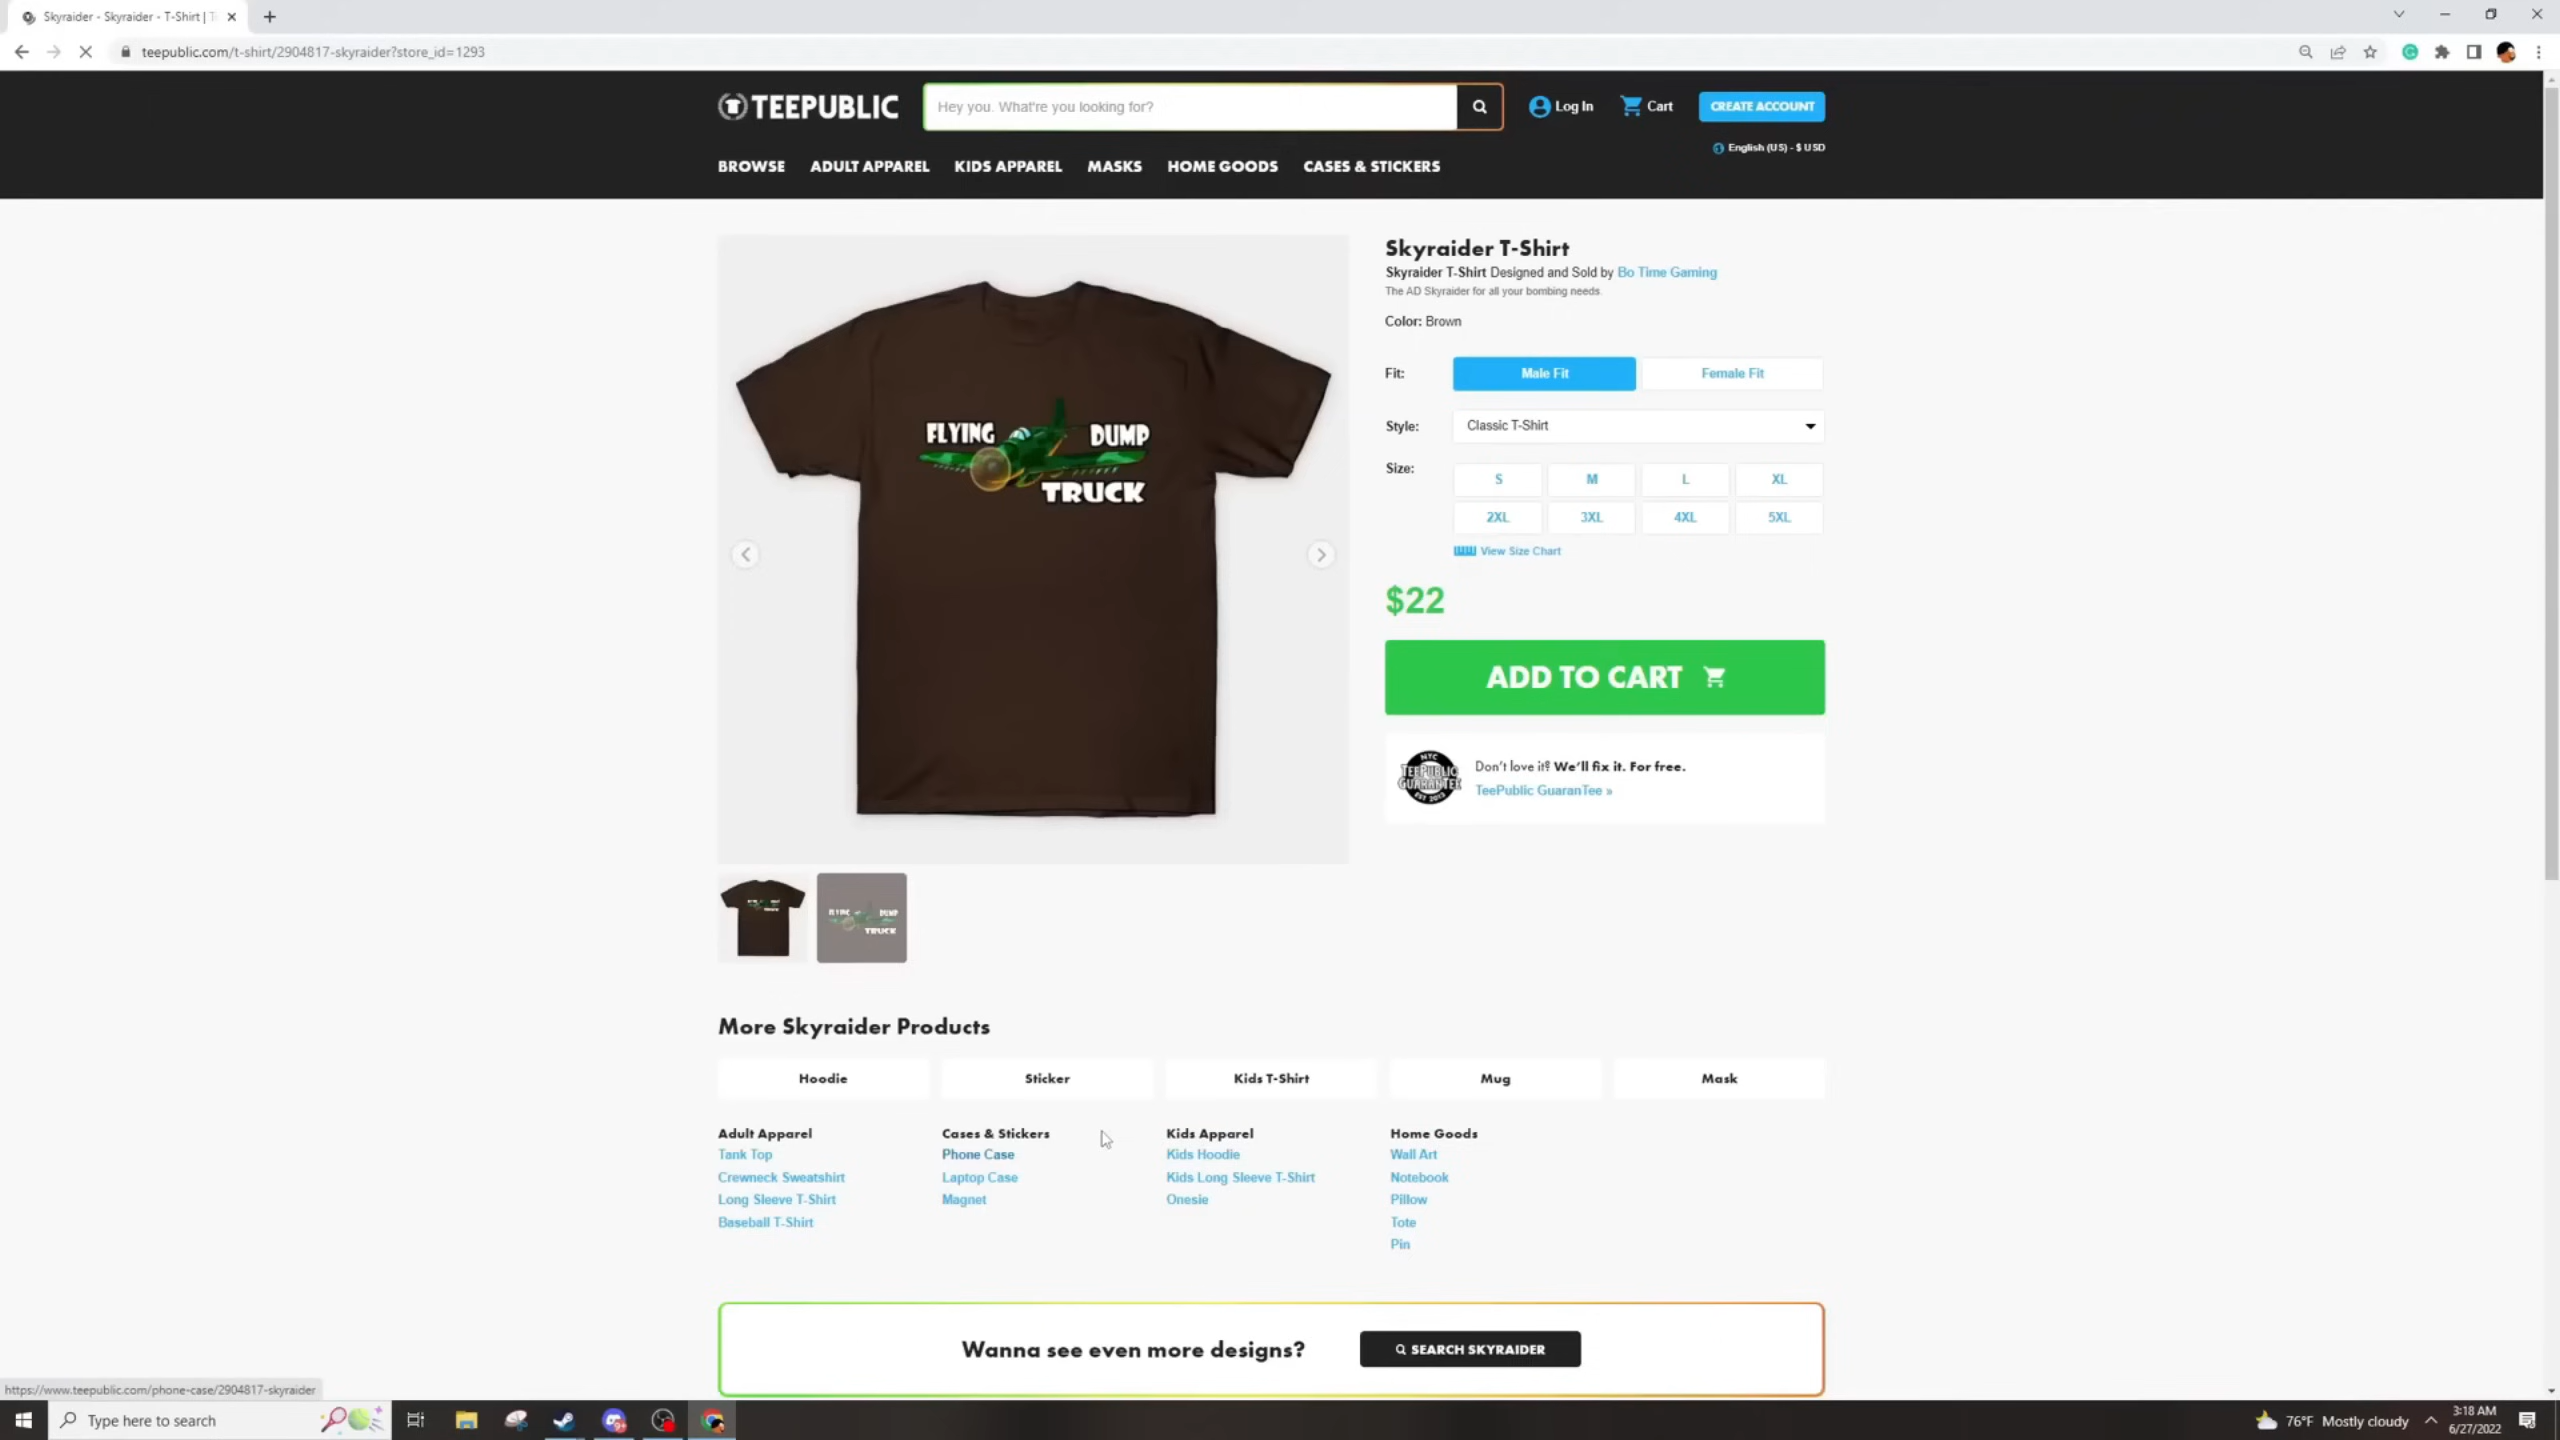 Skyraider - Skyraider - T-Shirt | T
teepublic.com/t-shirt/2904817-skyraider?store_id=1293
TEEPUBLIC
Hey you. What're you looking for?
Log In
Cart
CREATE ACCOUNT
English (US) - $ USD
BROWSE
ADULT APPAREL
KIDS APPAREL
MASKS
HOME GOODS
CASES & STICKERS
FLYING
DUMP
TRUCK
Skyraider T-Shirt
Skyraider T-Shirt Designed and Sold by Bo Time Gaming
The AD Skyraider for all your bombing needs.
Color: Brown
Fit:
Male Fit
Female Fit
Style:
Classic T-Shirt
Size:
S
M
L
XL
2XL
3XL
4XL
5XL
View Size Chart
$22
ADD TO CART
NYC
TEEPUBLIC
GUARANTEE
EST 2013
Don't love it? We'll fix it. For free.
TeePublic GuaranTee »
FLYING
DUMP
TRUCK
More Skyraider Products
Hoodie
Sticker
Kids T-Shirt
Mug
Mask
Adult Apparel
Tank Top
Crewneck Sweatshirt
Long Sleeve T-Shirt
Baseball T-Shirt
Cases & Stickers
Phone Case
Laptop Case
Magnet
Kids Apparel
Kids Hoodie
Kids Long Sleeve T-Shirt
Onesie
Home Goods
Wall Art
Notebook
Pillow
Tote
Pin
Wanna see even more designs?
SEARCH SKYRAIDER
https://www.teepublic.com/phone-case/2904817-skyraider
Type here to search
76°F Mostly cloudy
3:18 AM
6/27/2022